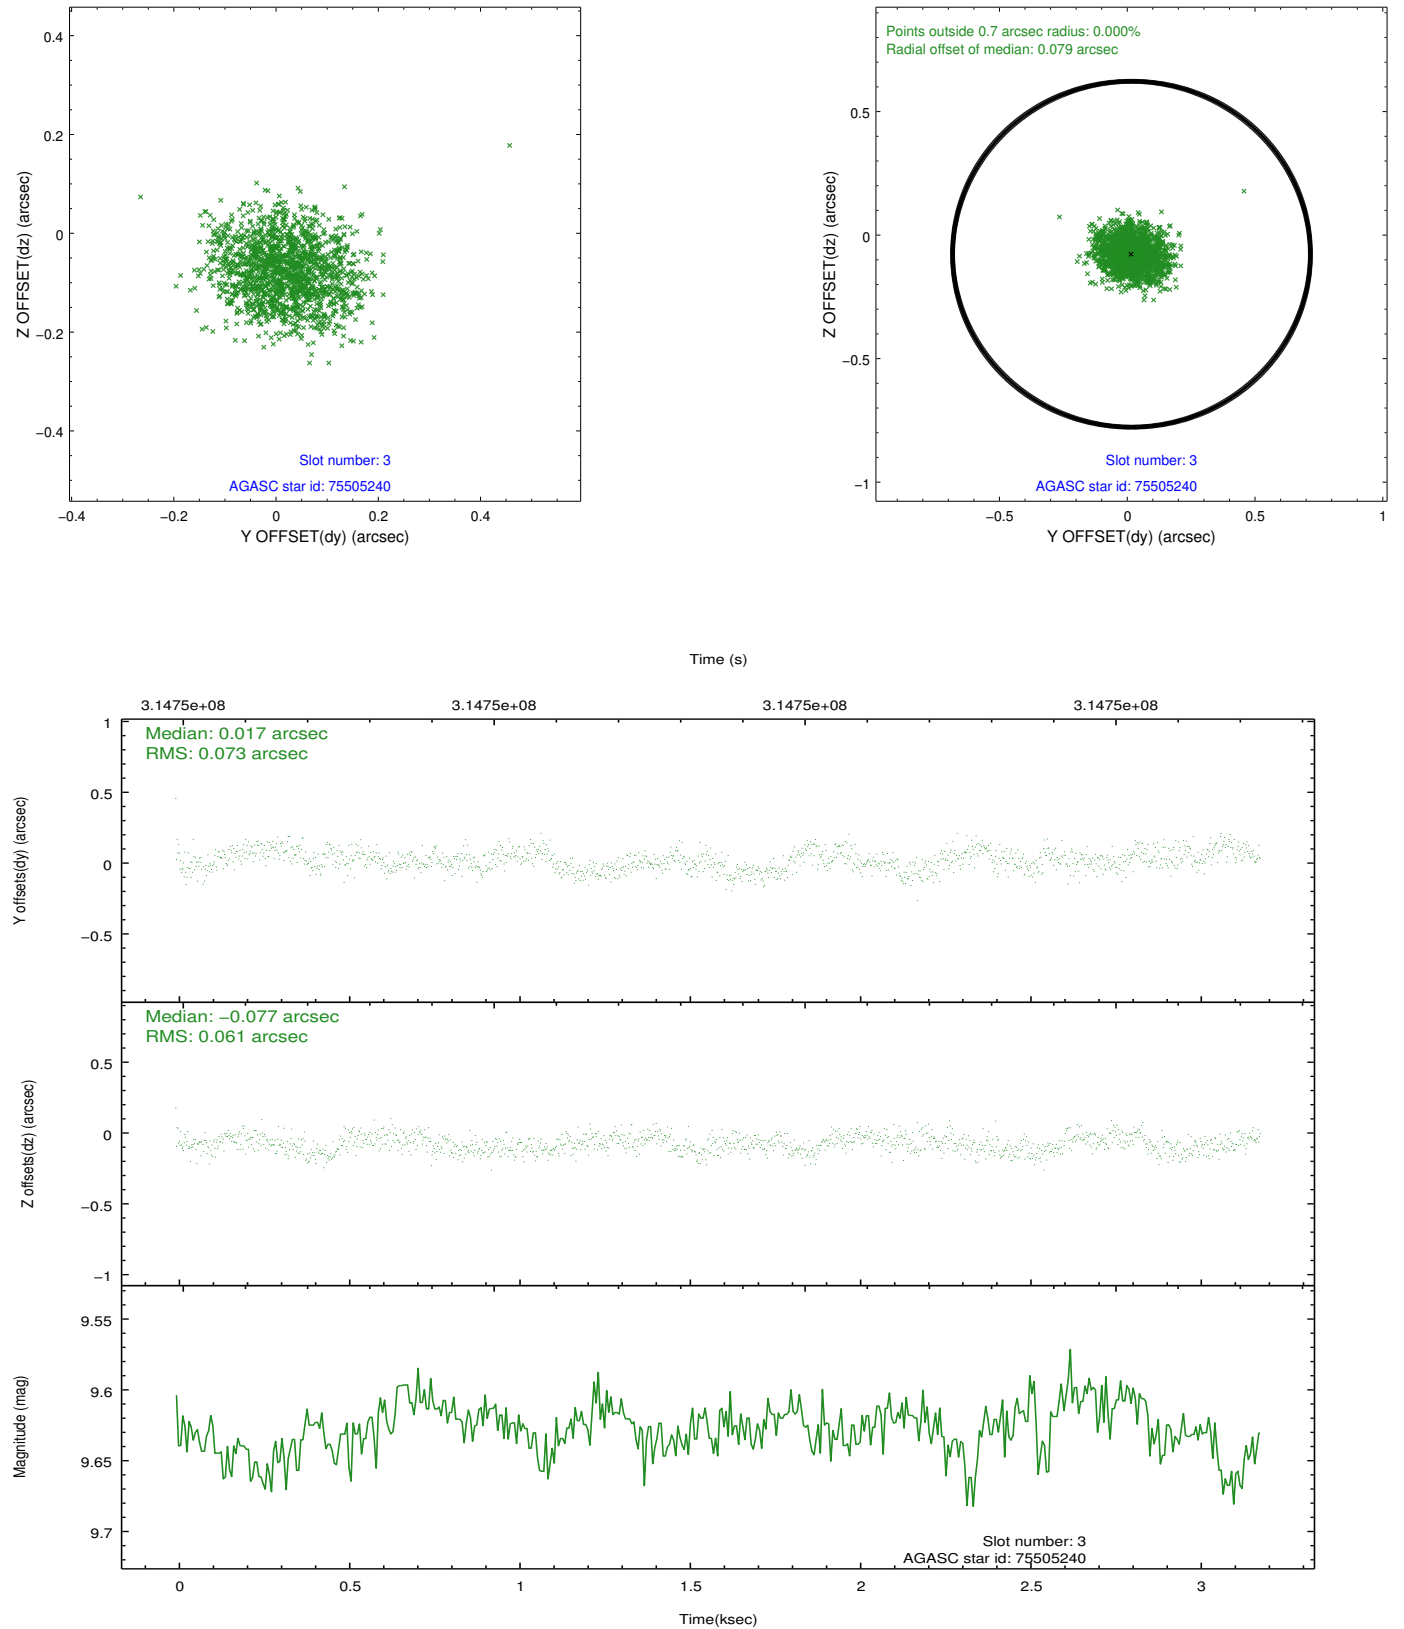 0.4
0.2
0
−0.2
−0.4
Z OFFSET(dz) (arcsec)
Slot number: 3
AGASC star id: 75505240
−0.4 −0.2 0 0.2 0.4
Y OFFSET(dy) (arcsec)
Points outside 0.7 arcsec radius: 0.000%
Radial offset of median: 0.079 arcsec
0.5
0
−0.5
−1
Z OFFSET(dz) (arcsec)
Slot number: 3
AGASC star id: 75505240
−0.5 0 0.5 1
Y OFFSET(dy) (arcsec)
Time (s)
3.1475e+08 3.1475e+08 3.1475e+08 3.1475e+08
Median: 0.017 arcsec
RMS: 0.073 arcsec
1
0.5
0
−0.5
Y offsets(dy) (arcsec)
Median: −0.077 arcsec
RMS: 0.061 arcsec
0.5
0
−0.5
−1
Z offsets(dz) (arcsec)
9.55
9.6
9.65
9.7
Magnitude (mag)
Slot number: 3
AGASC star id: 75505240
0 0.5 1 1.5 2 2.5 3
Time(ksec)